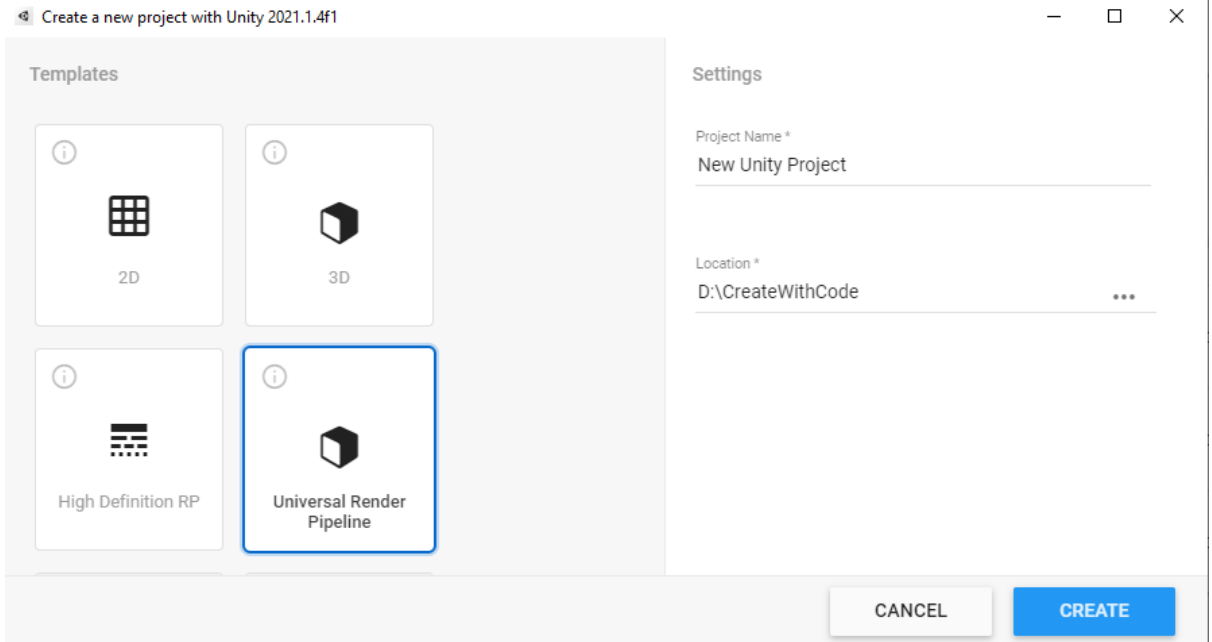 Create a new project with Unity 2021.1.4f1
Templates
2D
3D
High Definition RP
Universal Render
Pipeline
Settings
Project Name *
New Unity Project
Location *
D:\CreateWithCode
CANCEL
CREATE